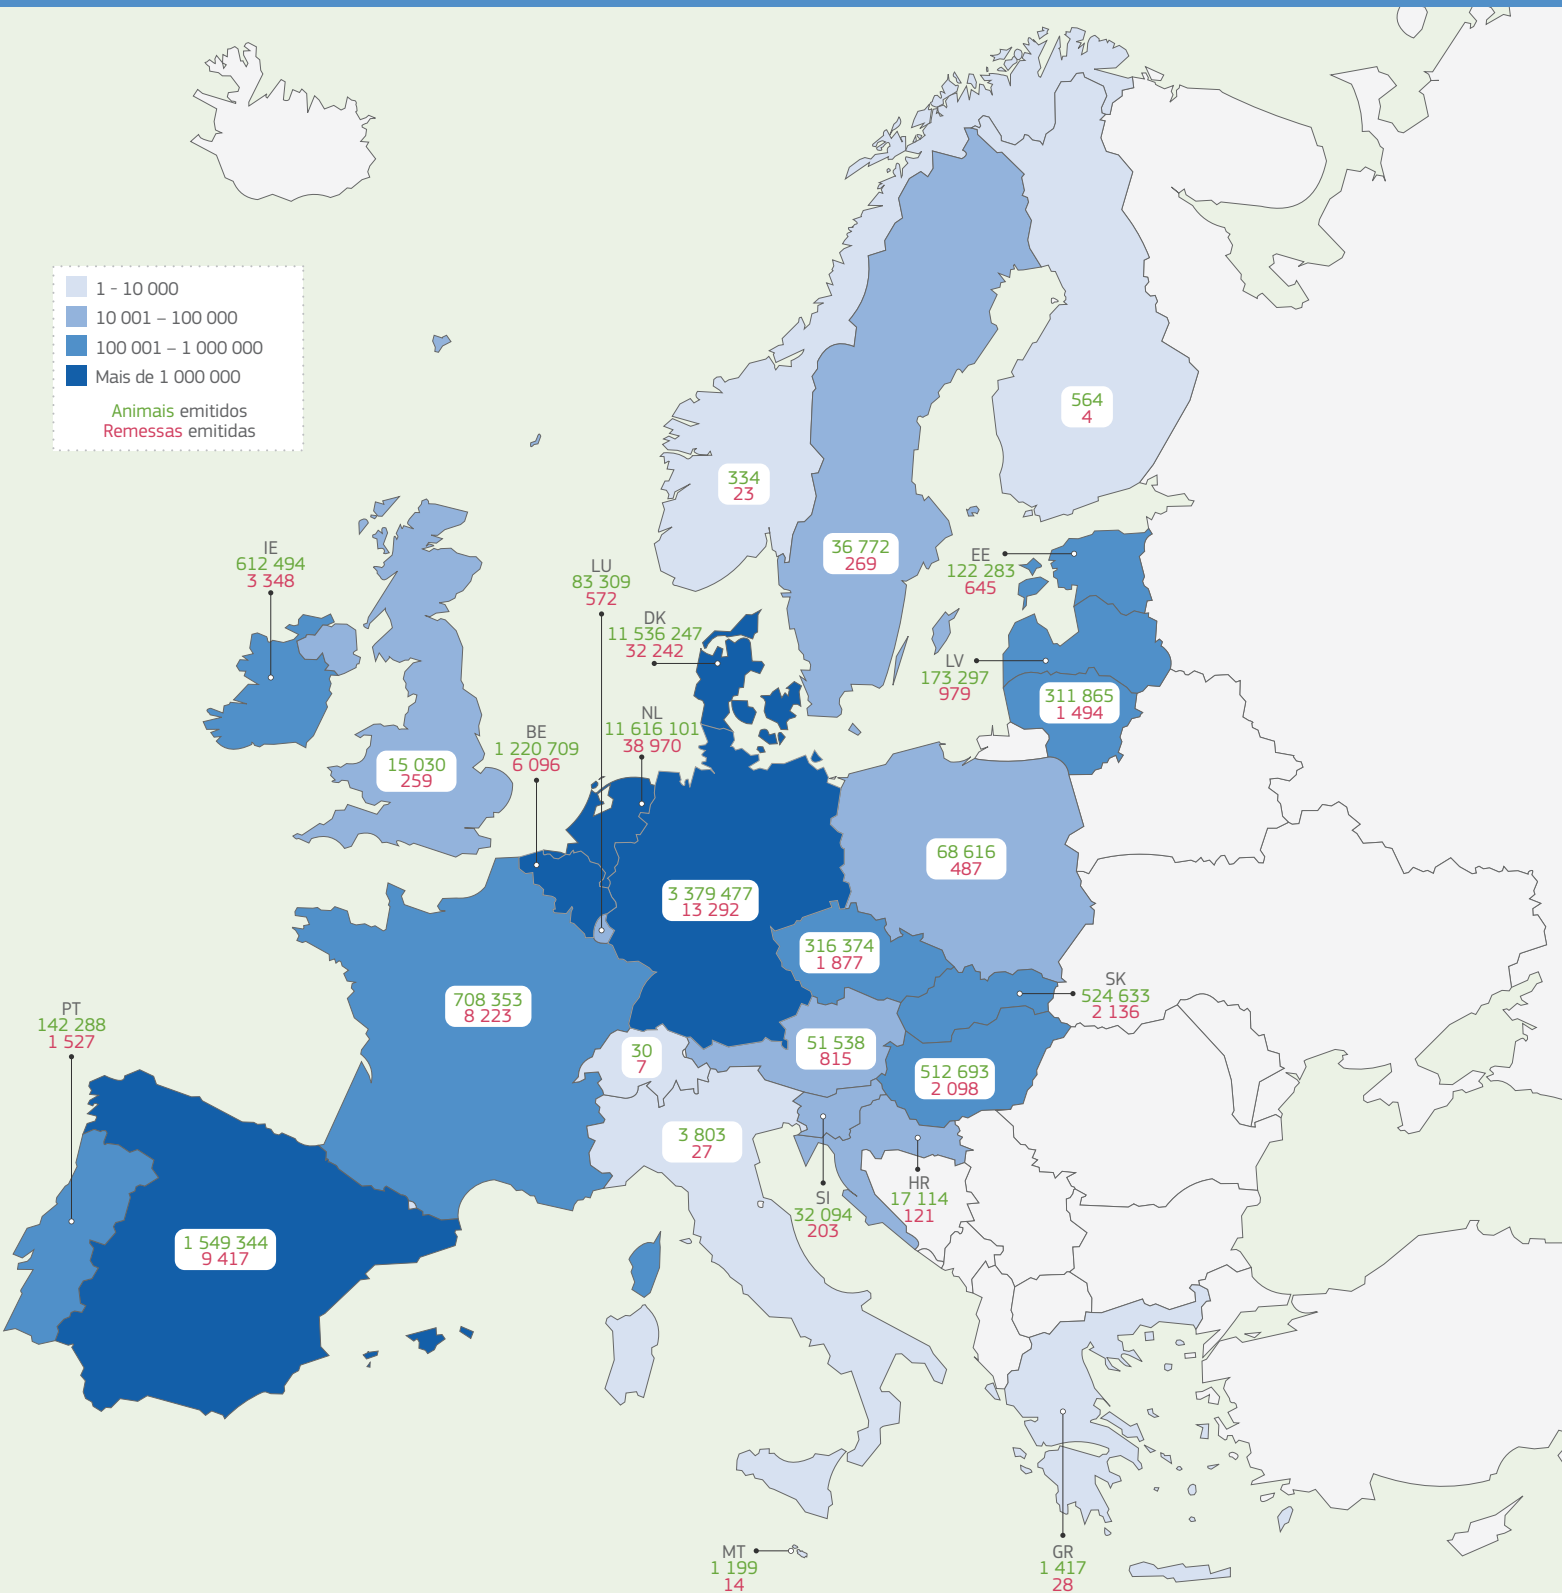 1 - 10 000
10 001 – 100 000
100 001 – 1 000 000
Mais de 1 000 000
Animais emitidos
Remessas emitidas
564
4
334
23
36 772
269
IE
612 494
3 348
LU
83 309
572
EE
122 283
645
DK
11 536 247
32 242
LV
173 297
979
311 865
1 494
NL
11 616 101
38 970
BE
1 220 709
6 096
15 030
259
68 616
487
3 379 477
13 292
316 374
1 877
SK
524 633
2 136
708 353
8 223
PT
142 288
1 527
30
7
51 538
815
512 693
2 098
3 803
27
HR
17 114
121
SI
32 094
203
1 549 344
9 417
MT
1 199
14
GR
1 417
28